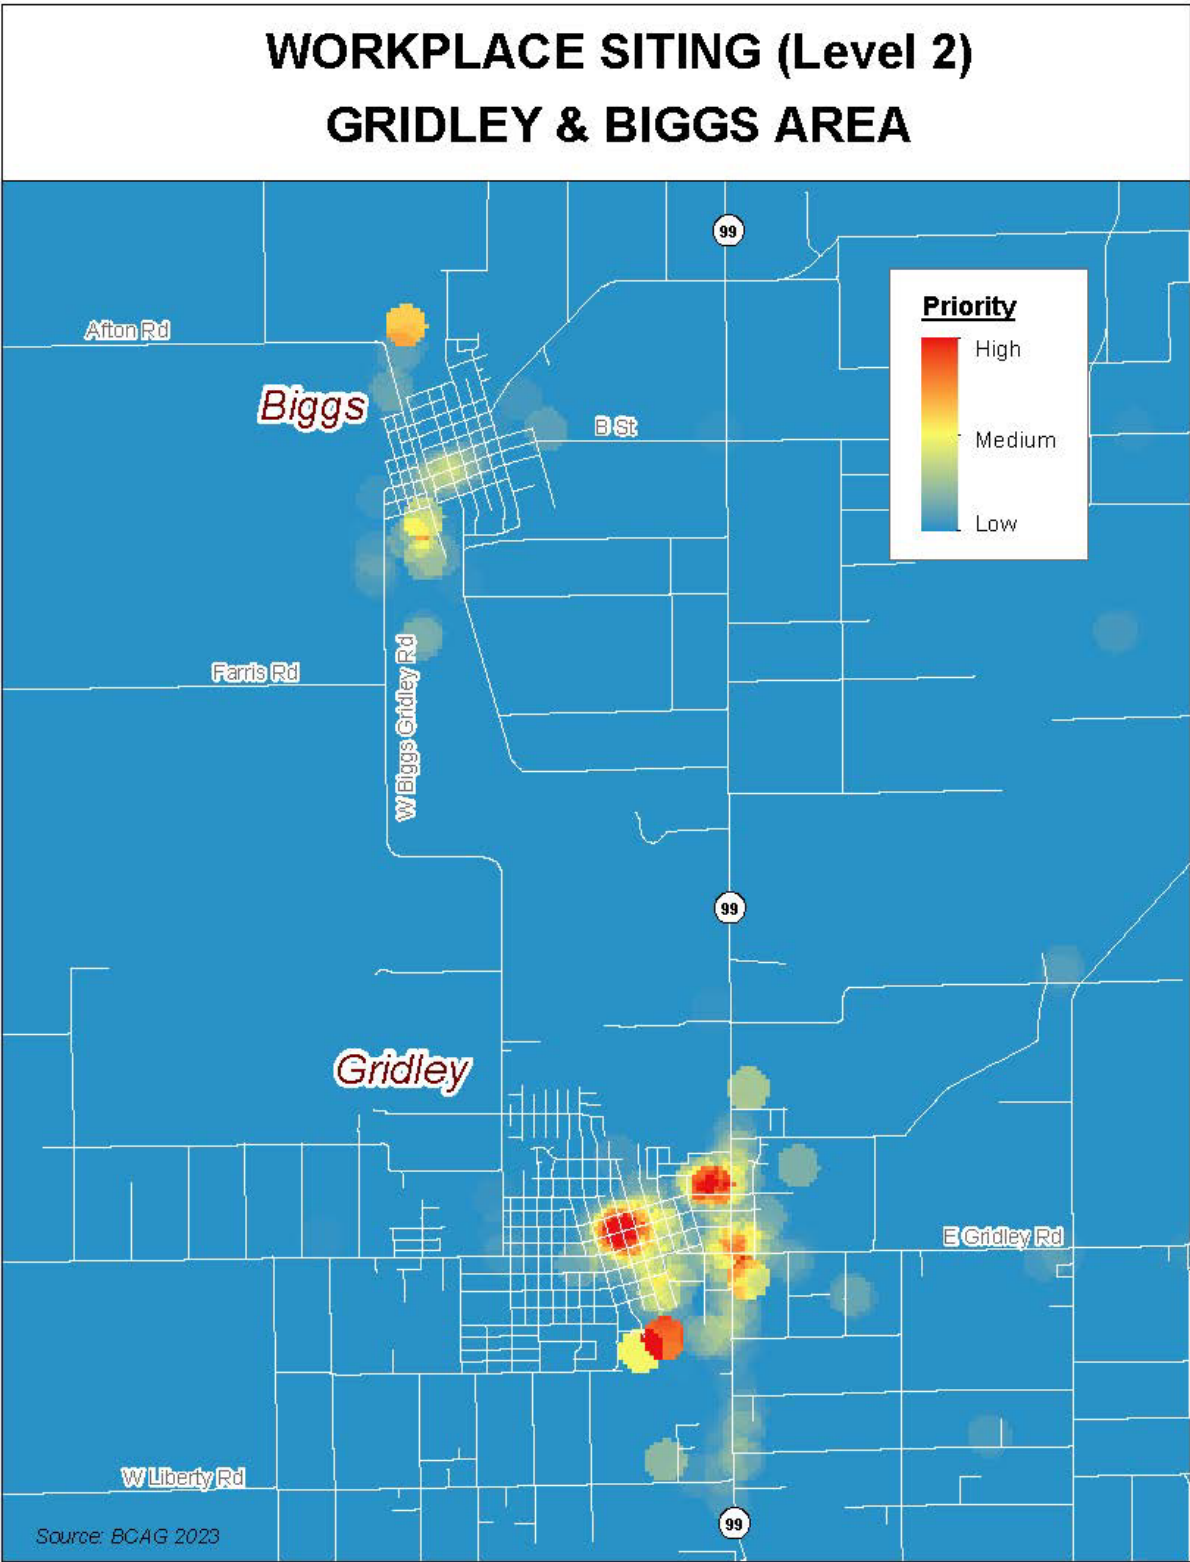 WORKPLACE SITING (Level 2)
GRIDLEY & BIGGS AREA
99
Priority
High
Medium
Low
Afton Rd
Biggs
B St
Farris Rd
W Biggs Gridley Rd
99
Gridley
E Gridley Rd
W Liberty Rd
99
Source: BCAG 2023